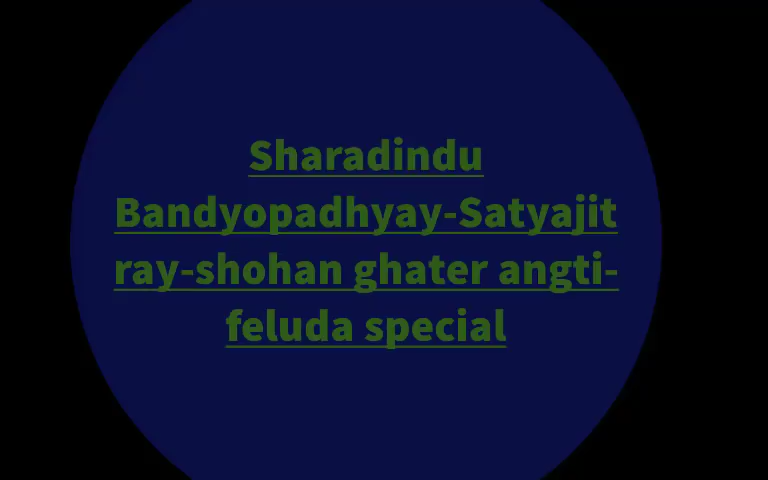 Sharadindu
Bandyopadhyay-Satyajit
ray-shohan ghater angti-
feluda special